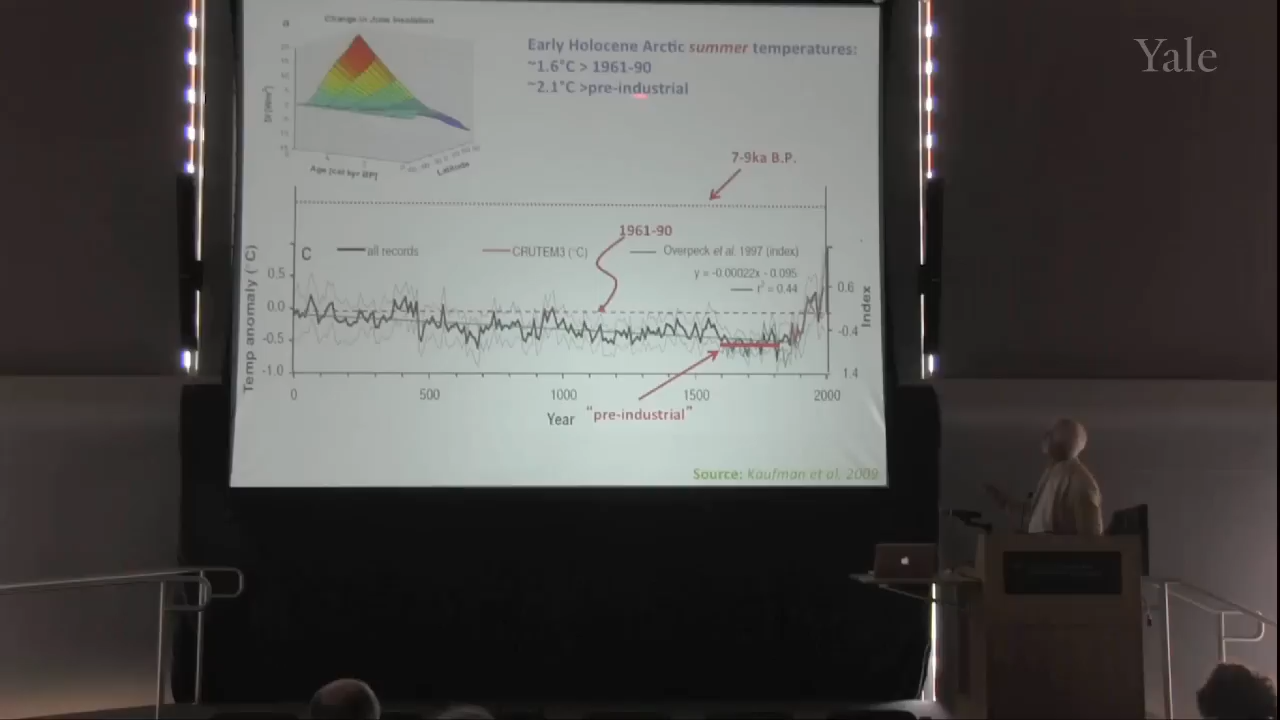 Yale
a
Change in June Insolation
Early Holocene Arctic summer temperatures:
~1.6°C > 1961-90
~2.1°C >pre-industrial
Latitude
7-9ka B.P.
1961-90
C
all records
CRUTEM3 (°C)
Overpeck et al. 1997 (index)
y = -0.00022x - 0.095
r² = 0.44
Temp anomaly (°C)
0.5
0.0
-0.5
-1.0
0.6
-0.4
1.4
Index
0
500
1000
1500
2000
Year
"pre-industrial"
Source: Kaufman et al. 2009